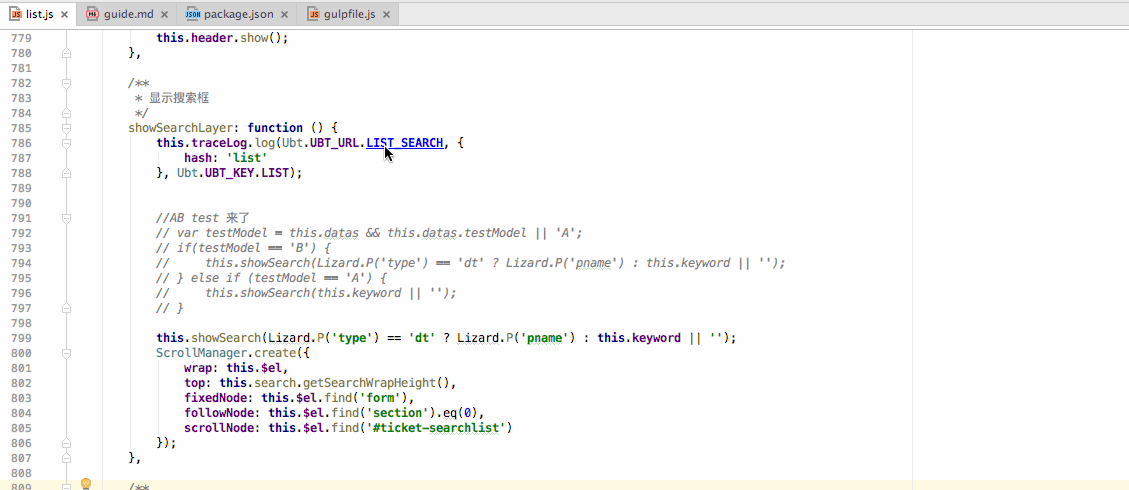 list.js guide.md package.json gulpfile.js
779 this.header.show();
780 },
781
782 /**
783 * 显示搜索框
784 */
785 showSearchLayer: function () {
786 this.traceLog.log(Ubt.UBT_URL.LIST_SEARCH, {
787 hash: 'list'
788 }, Ubt.UBT_KEY.LIST);
789
790
791 //AB test 来了
792 // var testModel = this.datas && this.datas.testModel || 'A';
793 // if(testModel == 'B') {
794 // this.showSearch(Lizard.P('type') == 'dt' ? Lizard.P('pname') : this.keyword || '');
795 // } else if (testModel == 'A') {
796 // this.showSearch(this.keyword || '');
797 // }
798
799 this.showSearch(Lizard.P('type') == 'dt' ? Lizard.P('pname') : this.keyword || '');
800 ScrollManager.create({
801 wrap: this.$el,
802 top: this.search.getSearchWrapHeight(),
803 fixedNode: this.$el.find('form'),
804 followNode: this.$el.find('section').eq(0),
805 scrollNode: this.$el.find('#ticket-searchlist')
806 });
807 },
808
809 /**